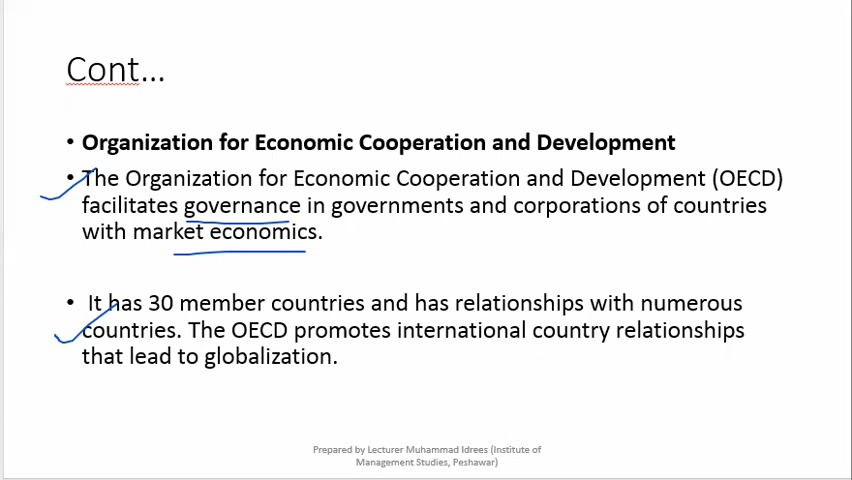 Cont...
• Organization for Economic Cooperation and Development
• The Organization for Economic Cooperation and Development (OECD)
facilitates governance in governments and corporations of countries
with market economics.
• It has 30 member countries and has relationships with numerous
countries. The OECD promotes international country relationships
that lead to globalization.
Prepared by Lecturer Muhammad Idrees (Institute of
Management Studies, Peshawar)